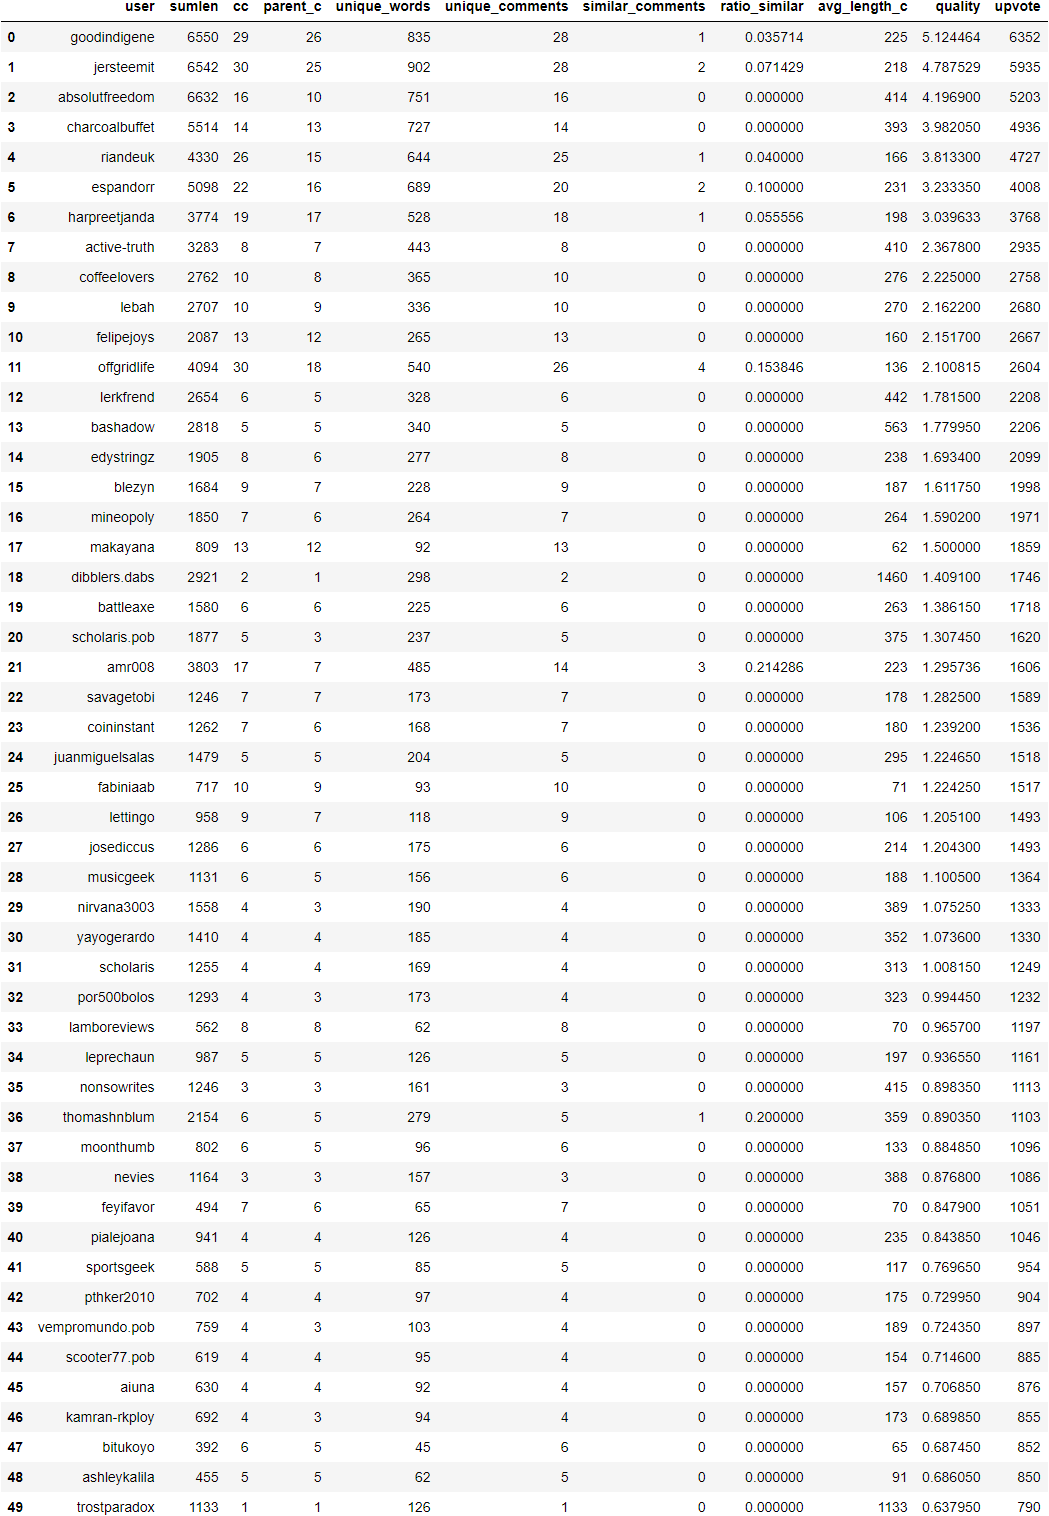 user sumlen cc parent_c unique_words unique_comments similar_comments ratio_similar avg_length_c quality upvote
0 goodindigene 6550 29 26 835 28 1 0.035714 225 5.124464 6352
1 jersteemit 6542 30 25 902 28 2 0.071429 218 4.787529 5935
2 absolutfreedom 6632 16 10 751 16 0 0.000000 414 4.196900 5203
3 charcoalbuffet 5514 14 13 727 14 0 0.000000 393 3.982050 4936
4 riandeuk 4330 26 15 644 25 1 0.040000 166 3.813300 4727
5 espandorr 5098 22 16 689 20 2 0.100000 231 3.233350 4008
6 harpreetjanda 3774 19 17 528 18 1 0.055556 198 3.039633 3768
7 active-truth 3283 8 7 443 8 0 0.000000 410 2.367800 2935
8 coffeelovers 2762 10 8 365 10 0 0.000000 276 2.225000 2758
9 lebah 2707 10 9 336 10 0 0.000000 270 2.162200 2680
10 felipejoys 2087 13 12 265 13 0 0.000000 160 2.151700 2667
11 offgridlife 4094 30 18 540 26 4 0.153846 136 2.100815 2604
12 lerkfrend 2654 6 5 328 6 0 0.000000 442 1.781500 2208
13 bashadow 2818 5 5 340 5 0 0.000000 563 1.779950 2206
14 edystringz 1905 8 6 277 8 0 0.000000 238 1.693400 2099
15 blezyn 1684 9 7 228 9 0 0.000000 187 1.611750 1998
16 mineopoly 1850 7 6 264 7 0 0.000000 264 1.590200 1971
17 makayana 809 13 12 92 13 0 0.000000 62 1.500000 1859
18 dibblers.dabs 2921 2 1 298 2 0 0.000000 1460 1.409100 1746
19 battleaxe 1580 6 6 225 6 0 0.000000 263 1.386150 1718
20 scholaris.pob 1877 5 3 237 5 0 0.000000 375 1.307450 1620
21 amr008 3803 17 7 485 14 3 0.214286 223 1.295736 1606
22 savagetobi 1246 7 7 173 7 0 0.000000 178 1.282500 1589
23 coininstant 1262 7 6 168 7 0 0.000000 180 1.239200 1536
24 juanmiguelsalas 1479 5 5 204 5 0 0.000000 295 1.224650 1518
25 fabiniaab 717 10 9 93 10 0 0.000000 71 1.224250 1517
26 lettingo 958 9 7 118 9 0 0.000000 106 1.205100 1493
27 josediccus 1286 6 6 175 6 0 0.000000 214 1.204300 1493
28 musicgeek 1131 6 5 156 6 0 0.000000 188 1.100500 1364
29 nirvana3003 1558 4 3 190 4 0 0.000000 389 1.075250 1333
30 yayogerardo 1410 4 4 185 4 0 0.000000 352 1.073600 1330
31 scholaris 1255 4 4 169 4 0 0.000000 313 1.008150 1249
32 por500bolos 1293 4 3 173 4 0 0.000000 323 0.994450 1232
33 lamboreviews 562 8 8 62 8 0 0.000000 70 0.965700 1197
34 leprechaun 987 5 5 126 5 0 0.000000 197 0.936550 1161
35 nonsowrites 1246 3 3 161 3 0 0.000000 415 0.898350 1113
36 thomashnblum 2154 6 5 279 5 1 0.200000 359 0.890350 1103
37 moonthumb 802 6 5 96 6 0 0.000000 133 0.884850 1096
38 nevies 1164 3 3 157 3 0 0.000000 388 0.876800 1086
39 feyifavor 494 7 6 65 7 0 0.000000 70 0.847900 1051
40 pialejoana 941 4 4 126 4 0 0.000000 235 0.843850 1046
41 sportsgeek 588 5 5 85 5 0 0.000000 117 0.769650 954
42 pthker2010 702 4 4 97 4 0 0.000000 175 0.729950 904
43 vempromundo.pob 759 4 3 103 4 0 0.000000 189 0.724350 897
44 scooter77.pob 619 4 4 95 4 0 0.000000 154 0.714600 885
45 aiuna 630 4 4 92 4 0 0.000000 157 0.706850 876
46 kamran-rkploy 692 4 3 94 4 0 0.000000 173 0.689850 855
47 bitukoyo 392 6 5 45 6 0 0.000000 65 0.687450 852
48 ashleykalila 455 5 5 62 5 0 0.000000 91 0.686050 850
49 trostparadox 1133 1 1 126 1 0 0.000000 1133 0.637950 790